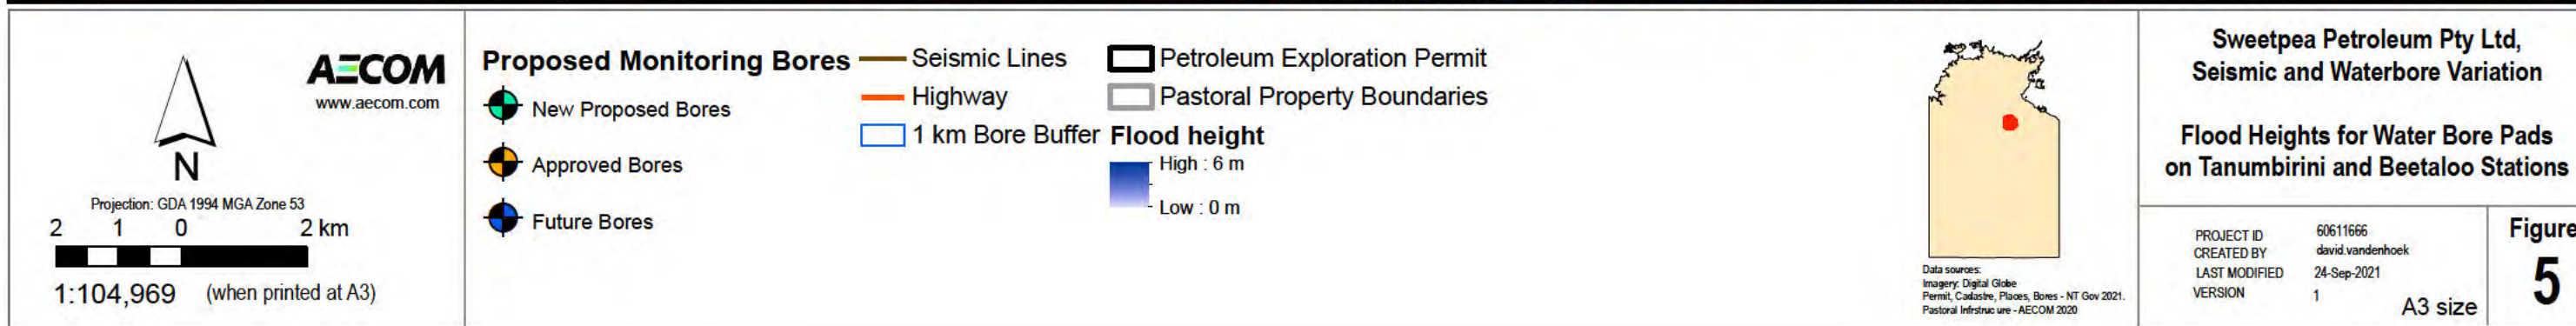 AECOM
www.aecom.com
N
Projection: GDA 1994 MGA Zone 53
2 1 0 2 km
1:104,969 (when printed at A3)
Proposed Monitoring Bores
New Proposed Bores
Approved Bores
Future Bores
Seismic Lines
Highway
1 km Bore Buffer
Petroleum Exploration Permit
Pastoral Property Boundaries
Flood height
High : 6 m
Low : 0 m
Data sources:
Imagery: Digital Globe
Permit, Cadastre, Places, Bores - NT Gov 2021.
Pastoral Infrstruc ure - AECOM 2020
Sweetpea Petroleum Pty Ltd,
Seismic and Waterbore Variation
Flood Heights for Water Bore Pads
on Tanumbirini and Beetaloo Stations
PROJECT ID 60611666
CREATED BY david.vandenhoek
LAST MODIFIED 24-Sep-2021
VERSION 1
A3 size
Figure
5